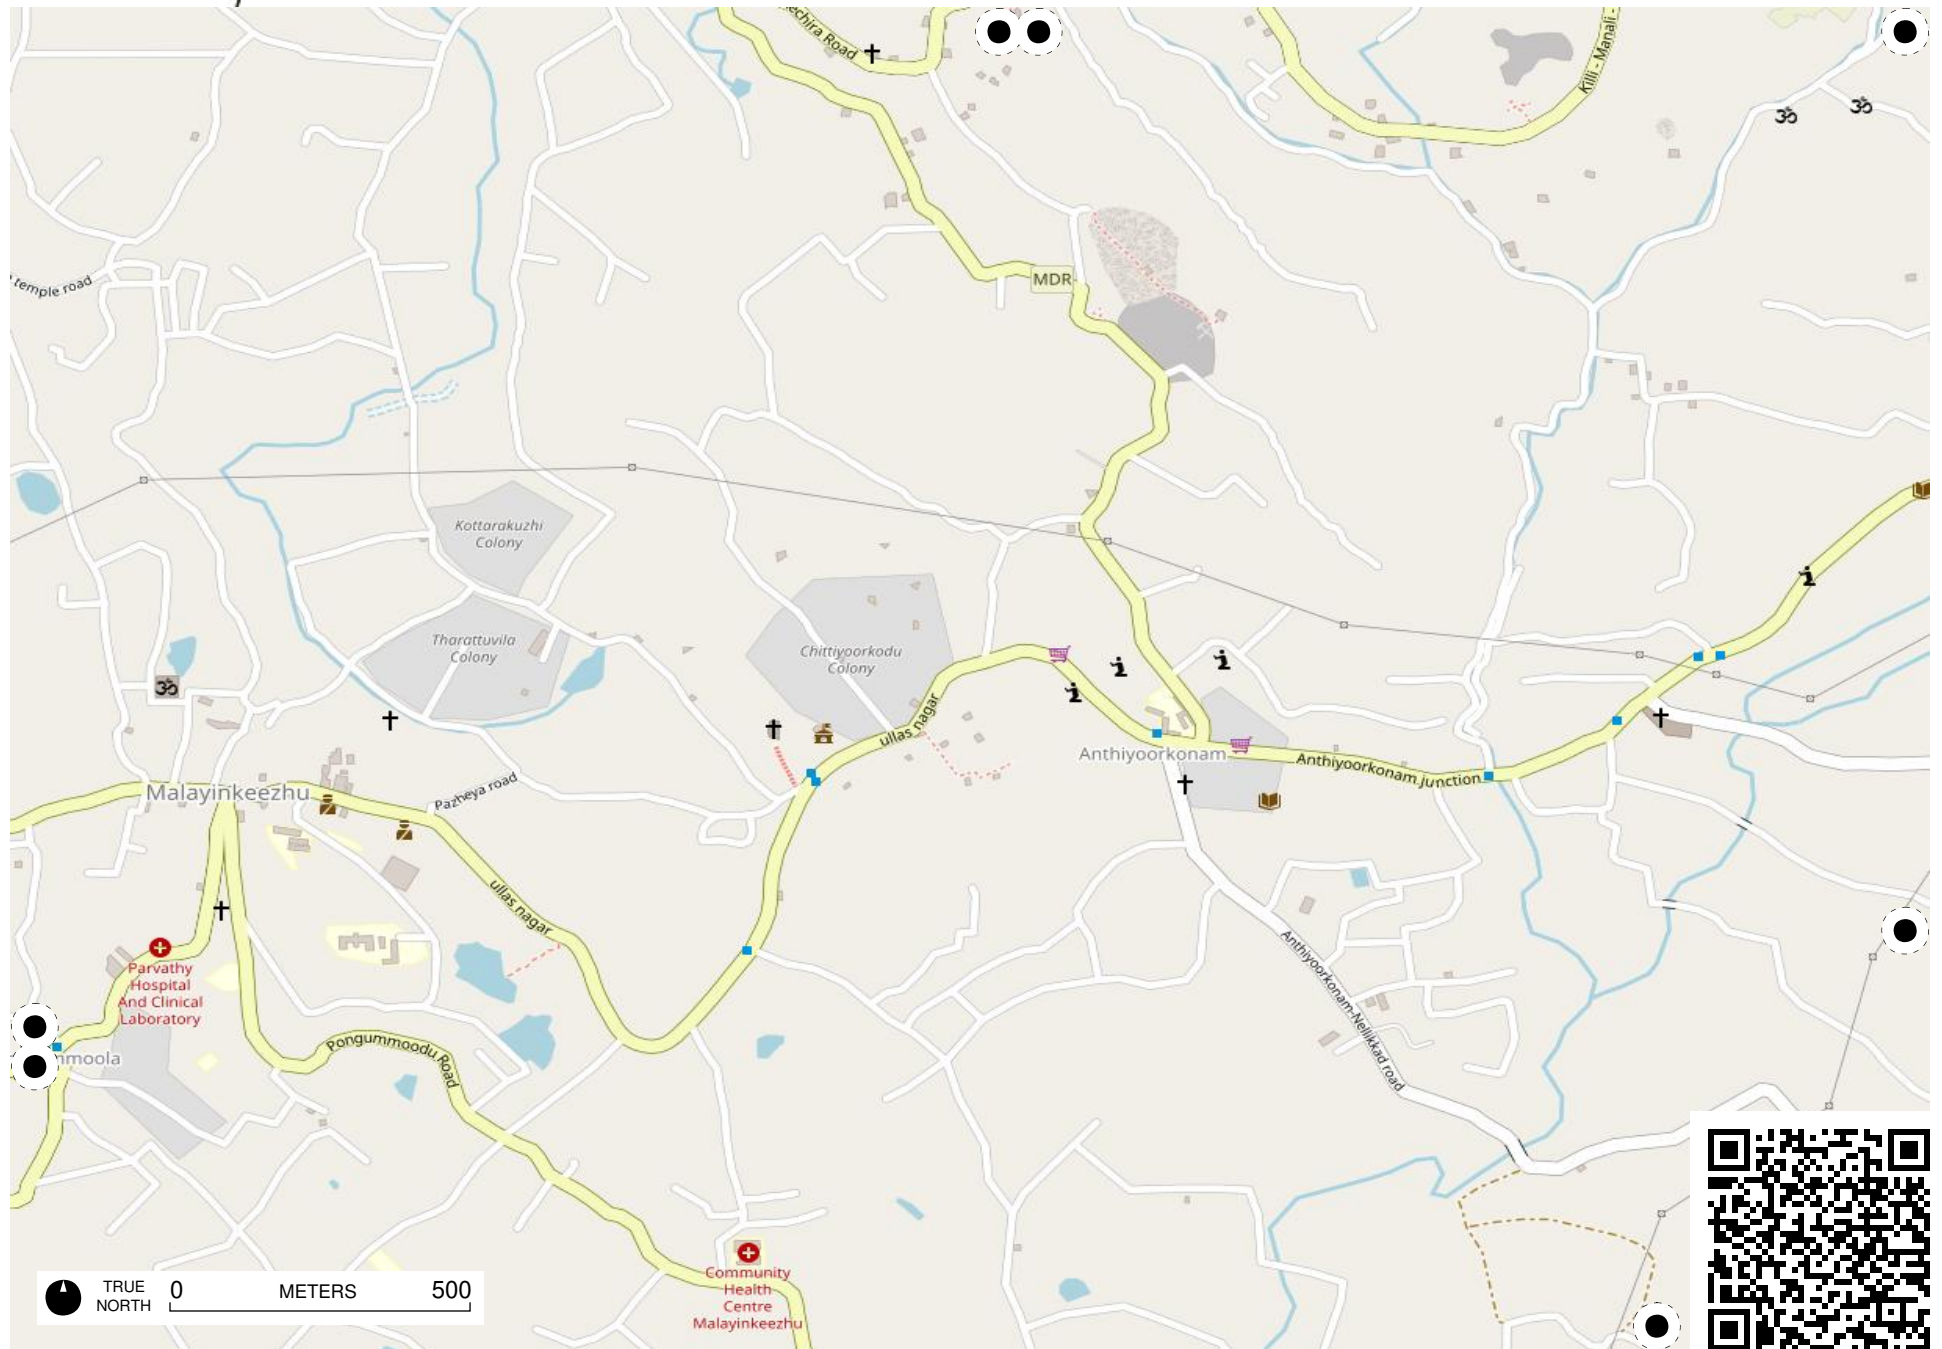 echira Road
Killi - Manali -
temple road
MDR
Kottarakuzhi
Colony
Tharattuvila
Colony
Chittiyoorkodu
Colony
ullas nagar
Anthiyoorkonam
Anthiyoorkonam junction
Malayinkeezhu
Pazheya road
ullas nagar
Parvathy
Hospital
And Clinical
Laboratory
Anthiyoorkonam-Nellikkad road
mmoola
Pongummoodu Road
Community
Health
Centre
Malayinkeezhu
TRUE
NORTH
0 METERS 500